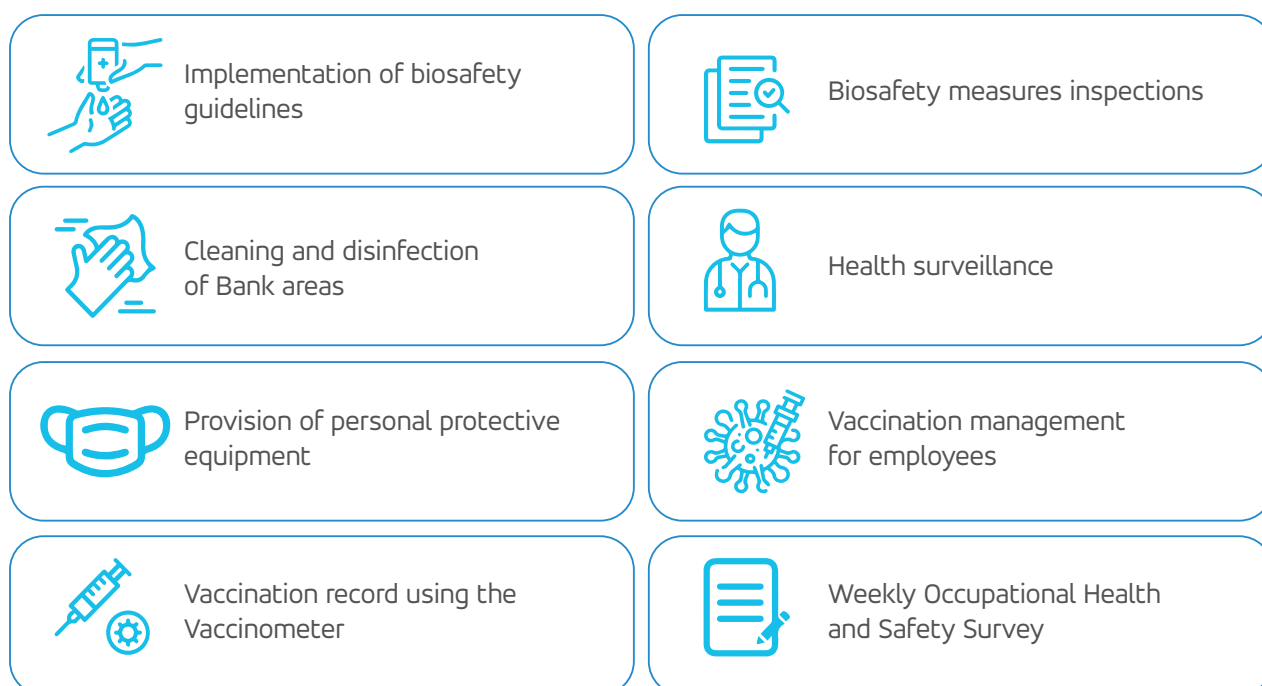 Implementation of biosafety
guidelines
Biosafety measures inspections
Cleaning and disinfection
of Bank areas
Health surveillance
Provision of personal protective
equipment
Vaccination management
for employees
Vaccination record using the
Vaccinometer
Weekly Occupational Health
and Safety Survey